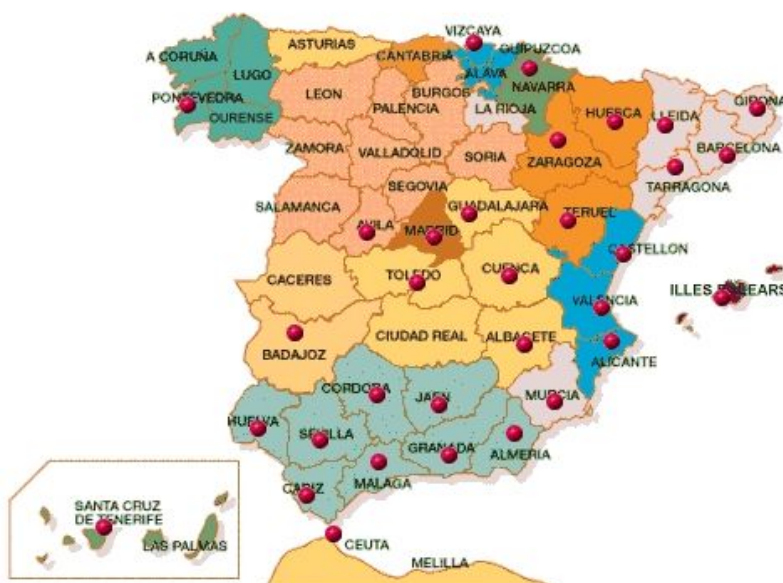 VIZCAYA
A CORUÑA
ASTURIAS
CANTABRIA
GUIPUZCOA
LUGO
ALAVA
NAVARRA
PONTEVEDRA
LEON
BURGOS
PALENCIA
LA RIOJA
HUESCA
LLEIDA
GIRONA
OURENSE
BARCELONA
ZAMORA
VALLADOLID
SORIA
ZARAGOZA
TARRAGONA
SEGOVIA
SALAMANCA
GUADALAJARA
TERUEL
AVILA
MADRID
CASTELLON
CACERES
TOLEDO
CUENCA
ILLES BALEARS
VALENCIA
CIUDAD REAL
ALBACETE
BADAJOZ
ALICANTE
CORDOBA
JAEN
MURCIA
HUELVA
SEVILLA
GRANADA
ALMERIA
CADIZ
MALAGA
SANTA CRUZ
DE TENERIFE
LAS PALMAS
CEUTA
MELILLA